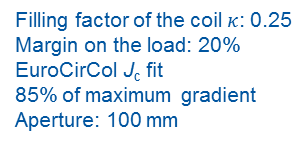 Filling factor of the coil κ: 0.25
Margin on the load: 20%
EuroCirCol Jc fit
85% of maximum gradient
Aperture: 100 mm